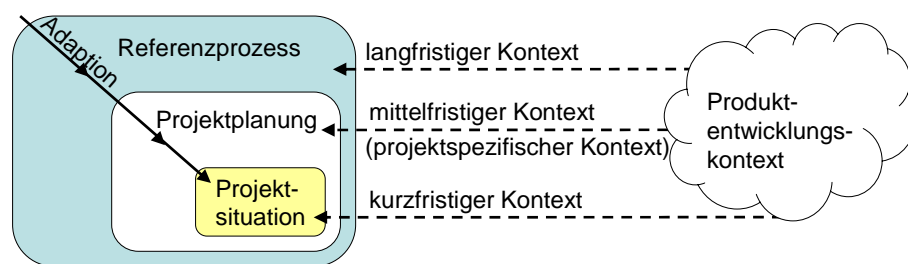 Adaption
Referenzprozess
langfristiger Kontext
Projektplanung
mittelfristiger Kontext
(projektspezifischer Kontext)
Projekt-
situation
kurzfristiger Kontext
Produkt-
entwicklungs-
kontext